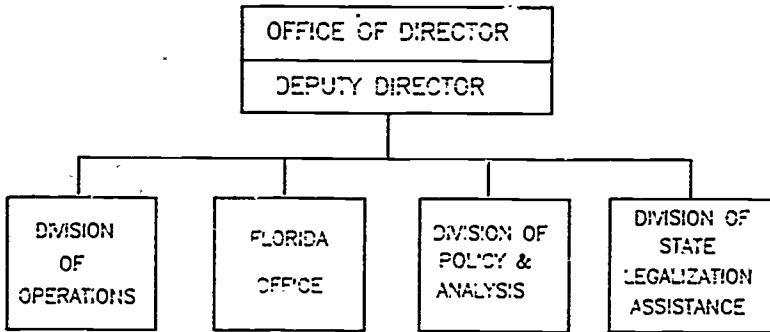 OFFICE OF DIRECTOR
DEPUTY DIRECTOR
DIVISION
OF
OPERATIONS
FLORIDA
OFFICE
DIVISION OF
POLICY &
ANALYSIS
DIVISION OF
STATE
LEGALIZATION
ASSISTANCE